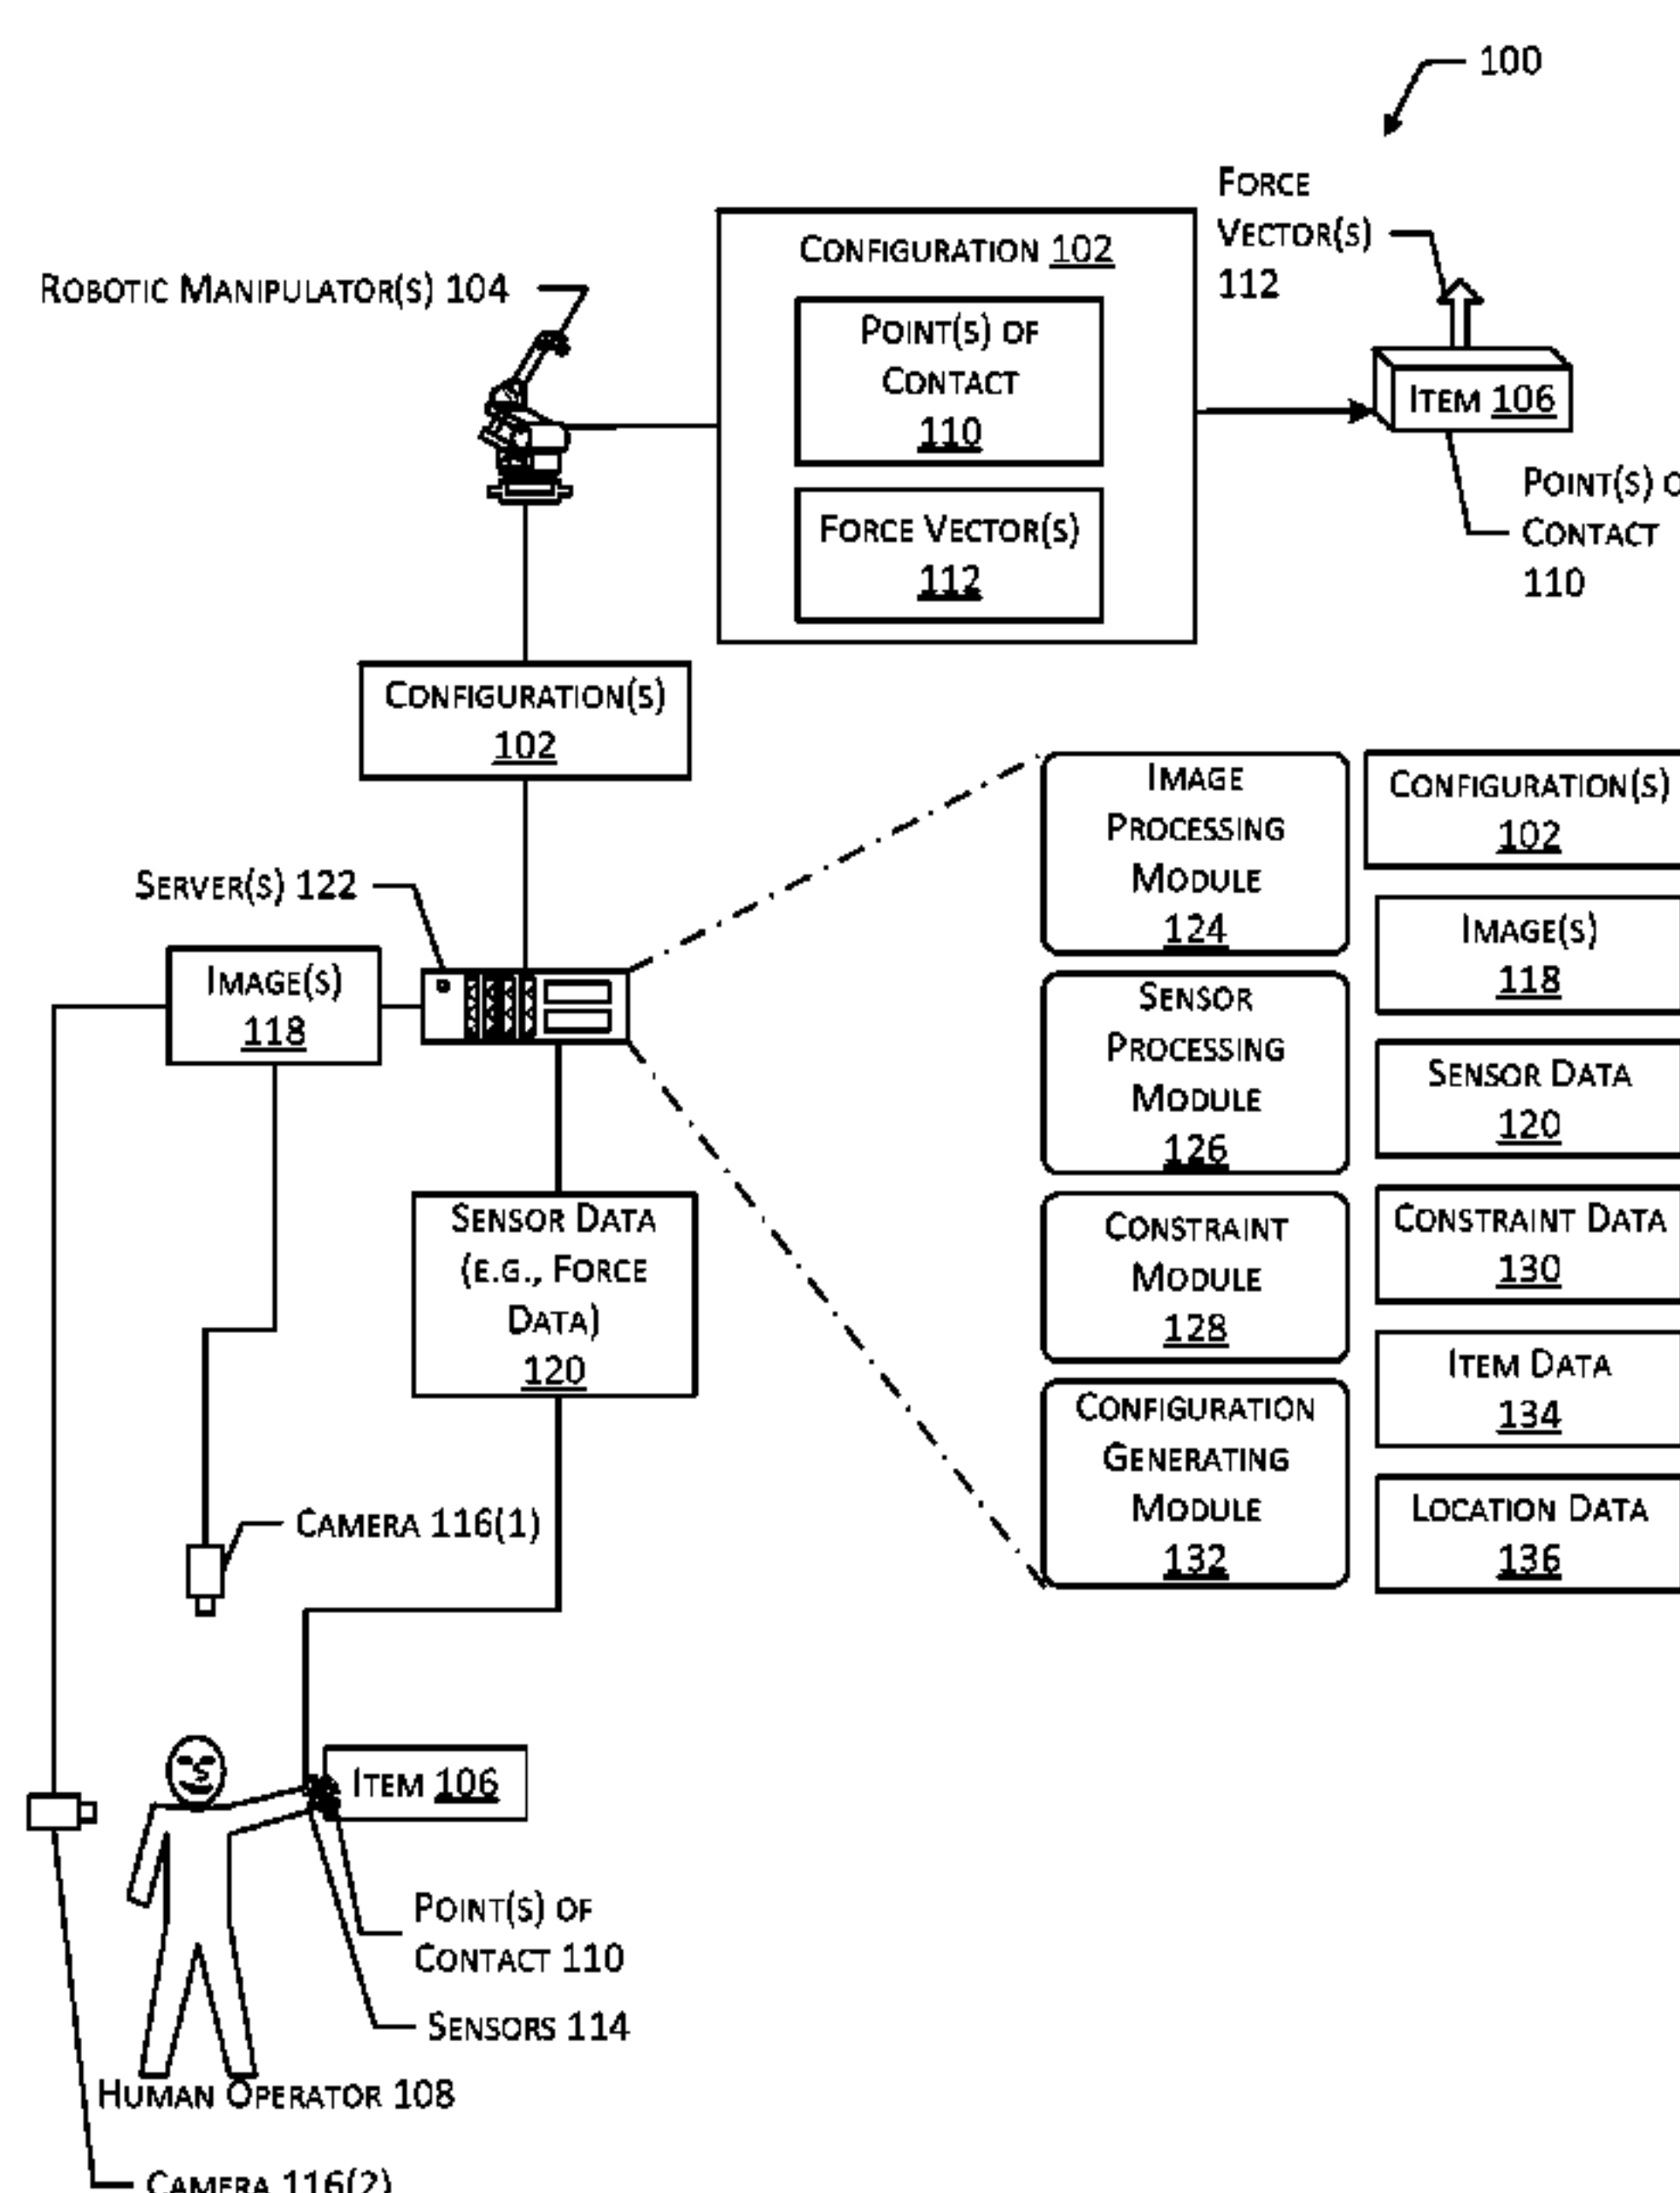 100
FORCE
VECTOR(S)
112
ROBOTIC MANIPULATOR(S) 104
CONFIGURATION 102
POINT(S) OF
CONTACT
110
FORCE VECTOR(S)
112
ITEM 106
POINT(S) O
CONTACT
110
CONFIGURATION(S)
102
SERVER(S) 122
IMAGE(S)
118
SENSOR DATA
(E.G., FORCE
DATA)
120
IMAGE
PROCESSING
MODULE
124
SENSOR
PROCESSING
MODULE
126
CONSTRAINT
MODULE
128
CONFIGURATION
GENERATING
MODULE
132
CONFIGURATION(S)
102
IMAGE(S)
118
SENSOR DATA
120
CONSTRAINT DATA
130
ITEM DATA
134
LOCATION DATA
136
CAMERA 116(1)
ITEM 106
POINT(S) OF
CONTACT 110
SENSORS 114
HUMAN OPERATOR 108
CAMERA 116(2)